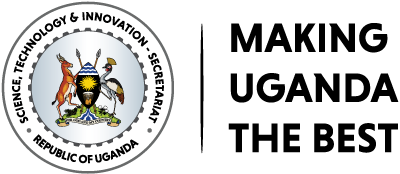 SCIENCE, TECHNOLOGY & INNOVATION - SECRETARIAT
• REPUBLIC OF UGANDA •
MAKING
UGANDA
THE BEST